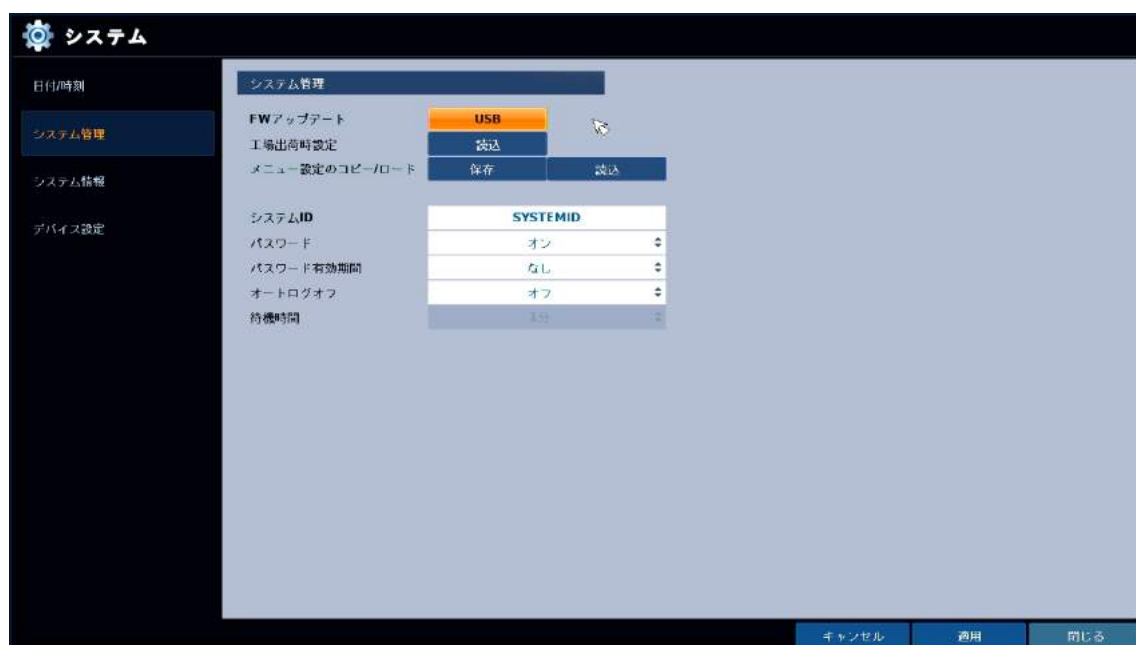 システム
日付/時刻
システム管理
システム情報
デバイス設定
システム管理
FWアップデート USB
工場出荷時設定 読込
メニュー設定のコピー/ロード 保存 読込
システムID SYSTEMID
パスワード オン
パスワード有効期間 なし
オートログオフ オフ
待機時間
キャンセル 適用 閉じる